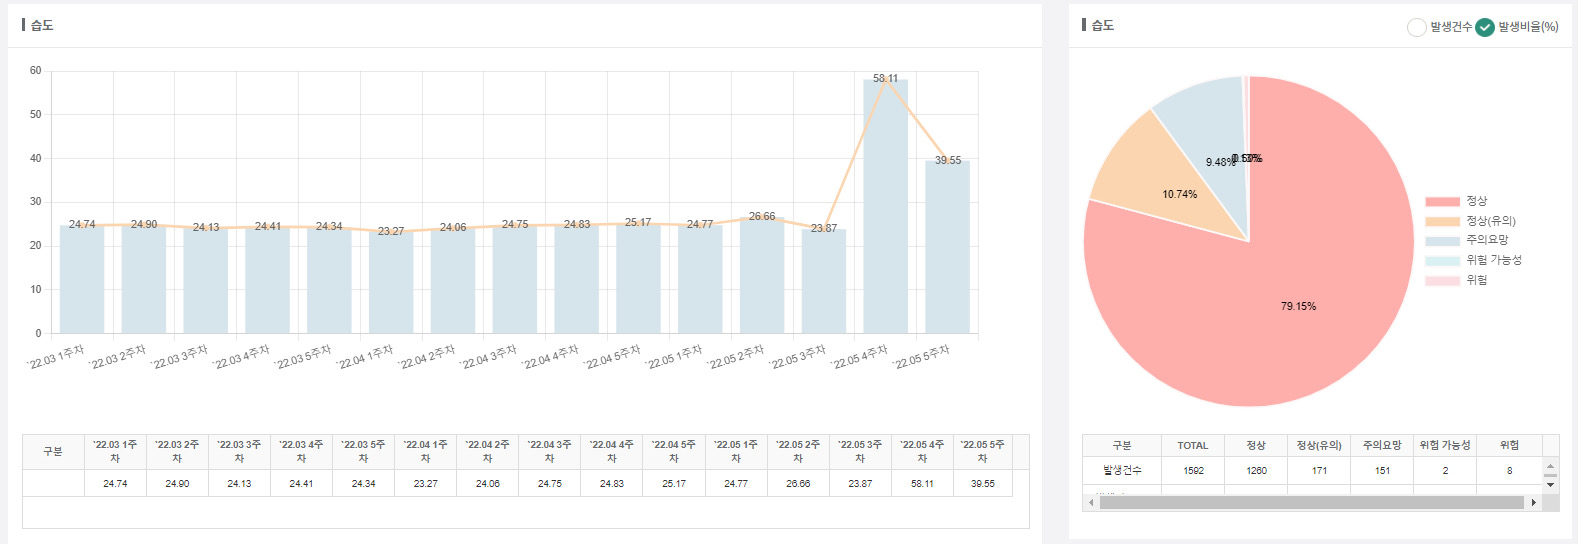 습도
60
50
40
30
20
10
0
24.74 24.90 24.13 24.41 24.34 23.27 24.06 24.75 24.83 25.17 24.77 26.66 23.87 58.11 39.55
`22.03 1주차 `22.03 2주차 `22.03 3주차 `22.03 4주차 `22.03 5주차 `22.04 1주차 `22.04 2주차 `22.04 3주차 `22.04 4주차 `22.04 5주차 `22.05 1주차 `22.05 2주차 `22.05 3주차 `22.05 4주차 `22.05 5주차
구분 `22.03 1주차 `22.03 2주차 `22.03 3주차 `22.03 4주차 `22.03 5주차 `22.04 1주차 `22.04 2주차 `22.04 3주차 `22.04 4주차 `22.04 5주차 `22.05 1주차 `22.05 2주차 `22.05 3주차 `22.05 4주차 `22.05 5주차
24.74 24.90 24.13 24.41 24.34 23.27 24.06 24.75 24.83 25.17 24.77 26.66 23.87 58.11 39.55
습도
발생건수 발생비율(%)
9.48%
10.74%
79.15%
정상
정상(유의)
주의요망
위험 가능성
위험
구분 TOTAL 정상 정상(유의) 주의요망 위험 가능성 위험
발생건수 1592 1260 171 151 2 8